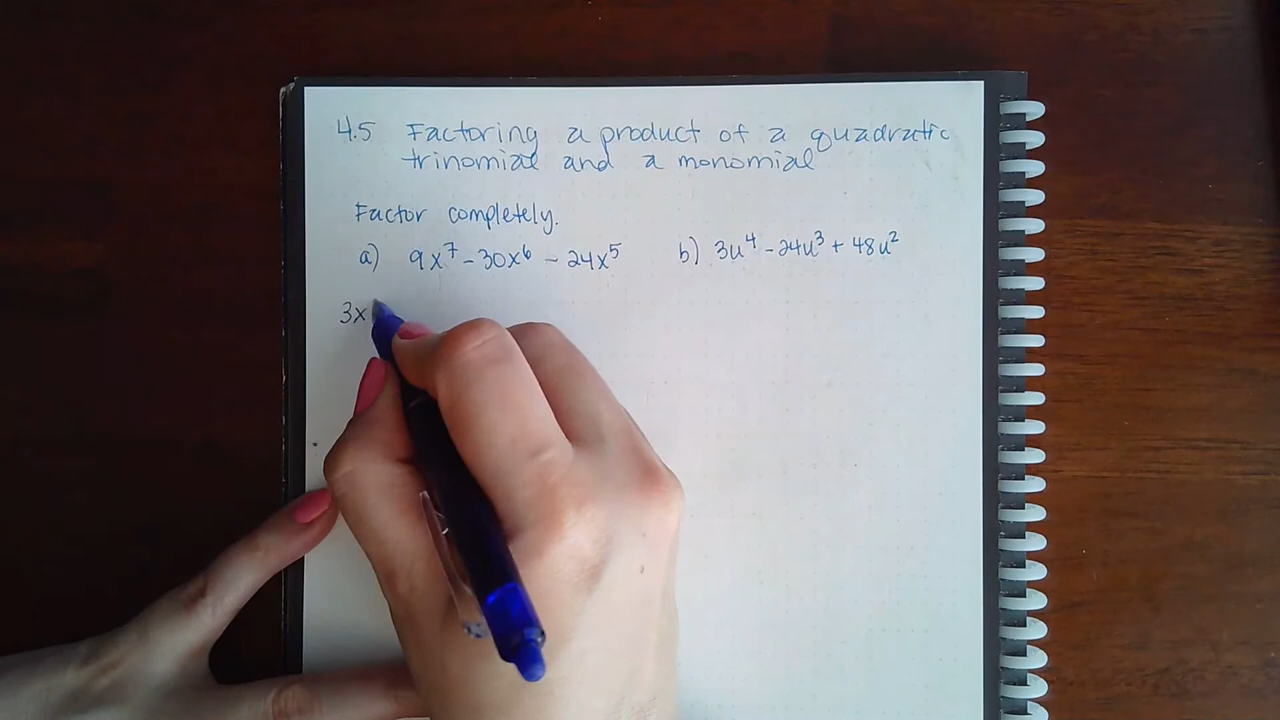 4.5 Factoring a product of a quadratic
trinomial and a monomial
Factor completely.
a) 9x⁷ - 30x⁶ - 24x⁵ b) 3u⁴ - 24u³ + 48u²
3x